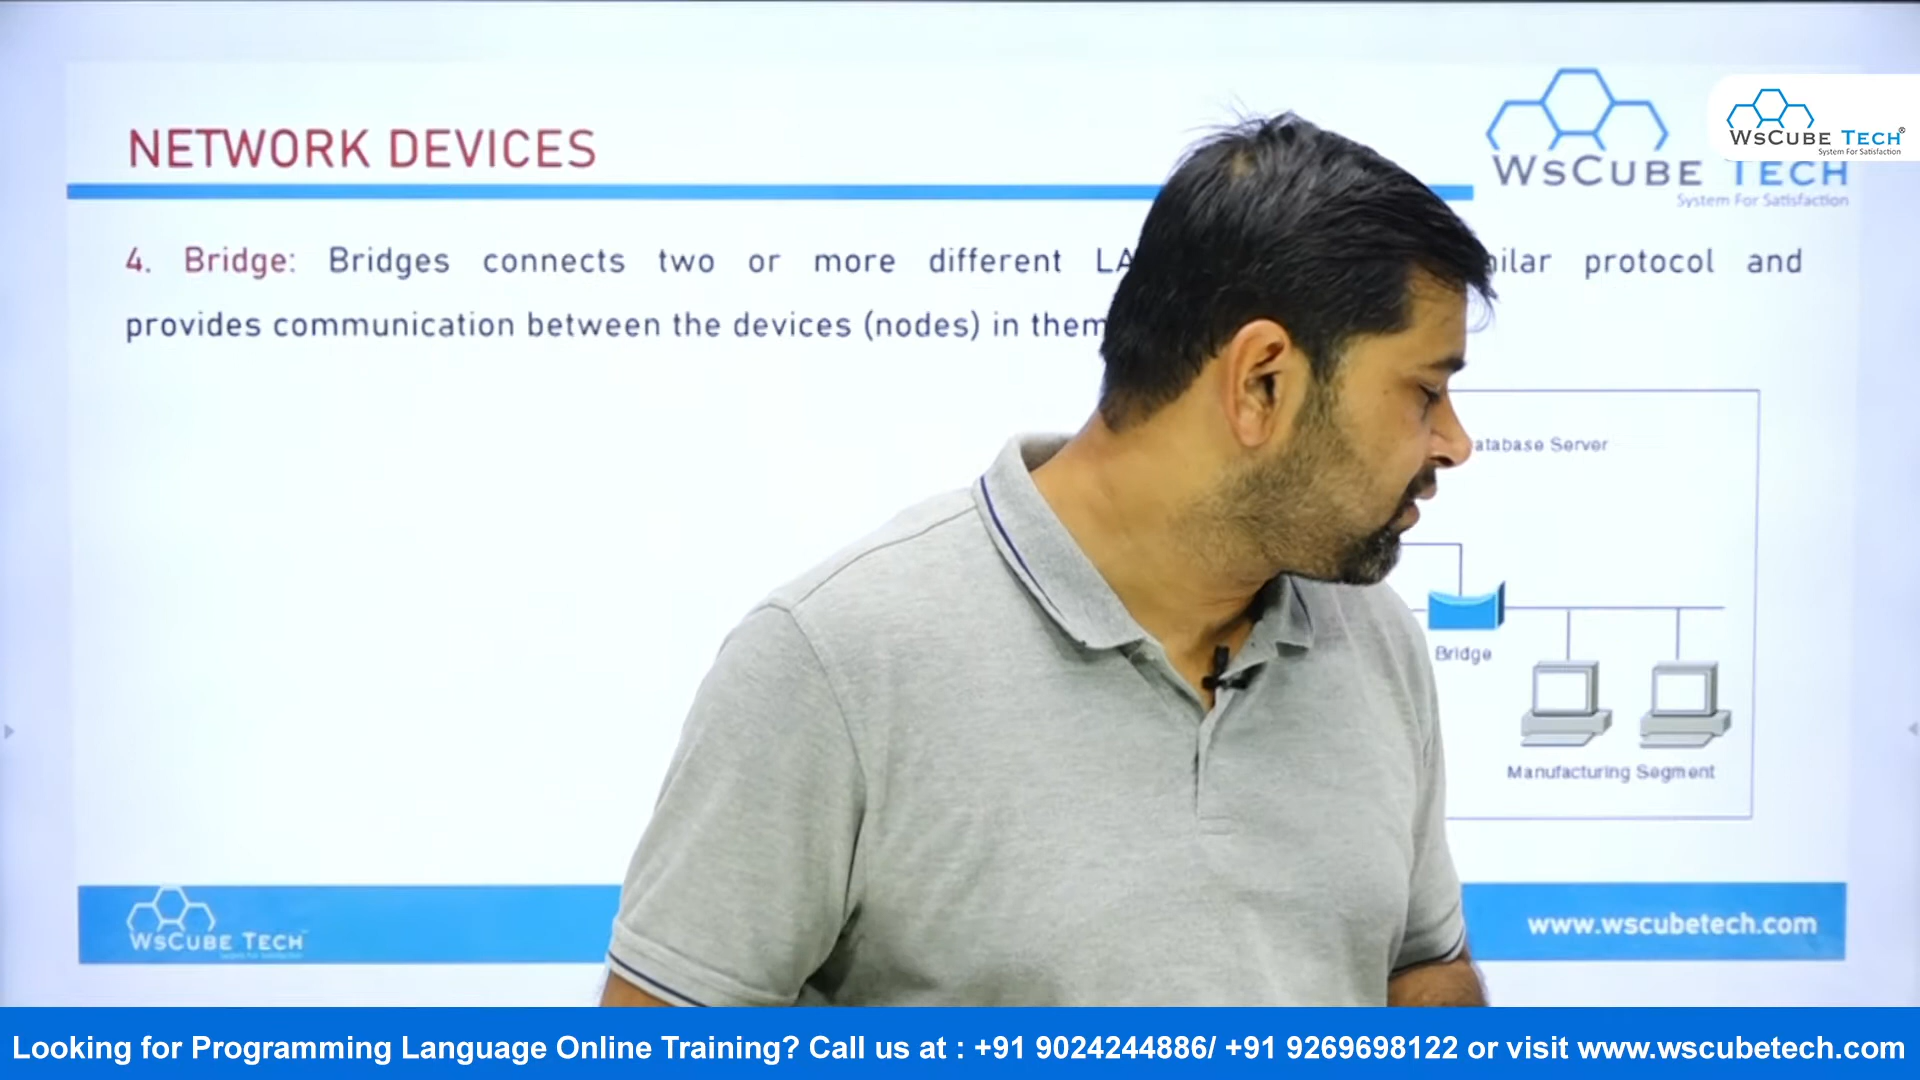 WSCUBE TECH®
System For Satisfaction
WSCUBE TECH
System For Satisfaction
NETWORK DEVICES
4. Bridge: Bridges connects two or more different protocol and
provides communication between the devices (nodes) in them
Database Server
Bridge
Manufacturing Segment
WSCUBE TECH
www.wscubetech.com
Looking for Programming Language Online Training? Call us at : +91 9024244886/ +91 9269698122 or visit www.wscubetech.com